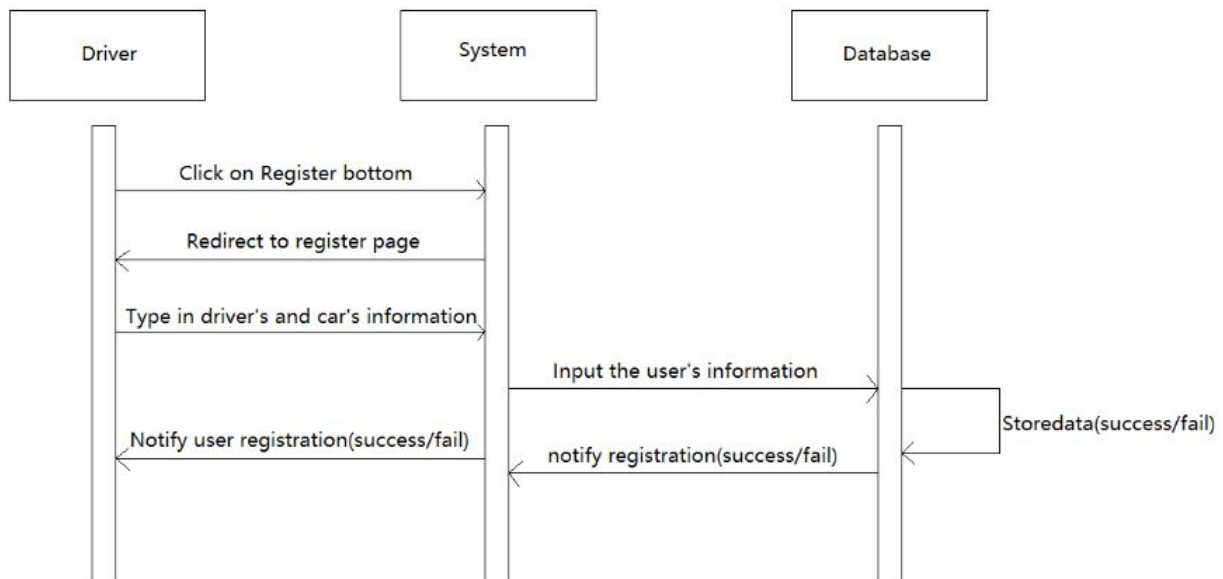 Driver
System
Database
Click on Register bottom
Redirect to register page
Type in driver's and car's information
Input the user's information
Storedata(success/fail)
Notify user registration(success/fail)
notify registration(success/fail)